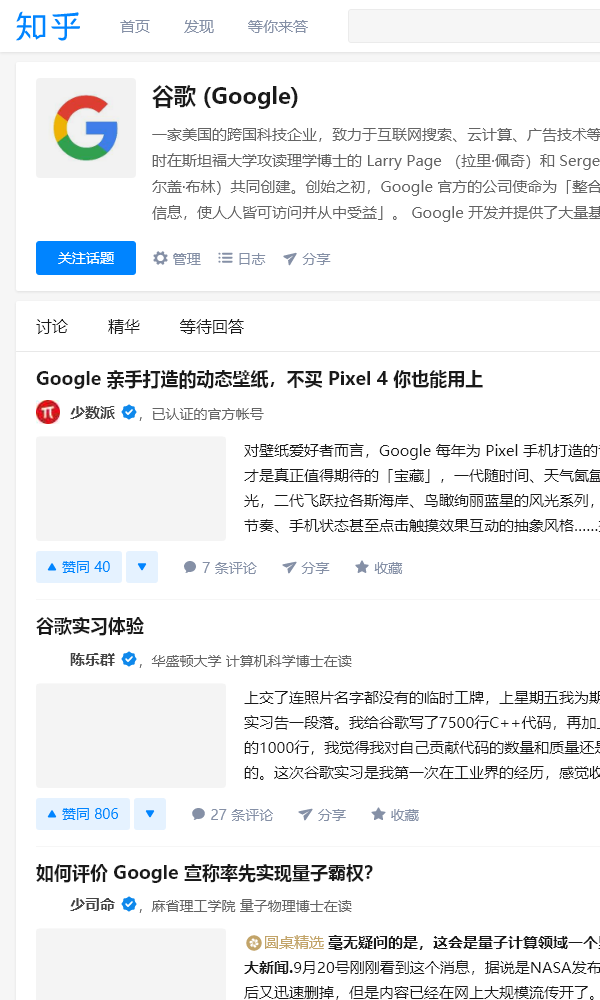 知乎 首页 发现 等你来答
谷歌 (Google)
一家美国的跨国科技企业，致力于互联网搜索、云计算、广告技术等
时在斯坦福大学攻读理学博士的 Larry Page （拉里·佩奇）和 Serge
尔盖·布林）共同创建。创始之初，Google 官方的公司使命为「整合
信息，使人人皆可访问并从中受益」。 Google 开发并提供了大量基
关注话题 管理 日志 分享
讨论 精华 等待回答
Google 亲手打造的动态壁纸，不买 Pixel 4 你也能用上
少数派 ，已认证的官方帐号
对壁纸爱好者而言，Google 每年为 Pixel 手机打造的
才是真正值得期待的「宝藏」，一代随时间、天气氤氲
光，二代飞跃拉各斯海岸、鸟瞰绚丽蓝星的风光系列，
节奏、手机状态甚至点击触摸效果互动的抽象风格……
赞同 40 7 条评论 分享 收藏
谷歌实习体验
陈乐群 ，华盛顿大学 计算机科学博士在读
上交了连照片名字都没有的临时工牌，上星期五我为期
实习告一段落。我给谷歌写了7500行C++代码，再加上
的1000行，我觉得我对自己贡献代码的数量和质量还是
的。这次谷歌实习是我第一次在工业界的经历，感觉收
赞同 806 27 条评论 分享 收藏
如何评价 Google 宣称率先实现量子霸权？
少司命 ，麻省理工学院 量子物理博士在读
圆桌精选 毫无疑问的是，这会是量子计算领域一个
大新闻.9月20号刚刚看到这个消息，据说是NASA发布
后又迅速删掉，但是内容已经在网上大规模流传开了。